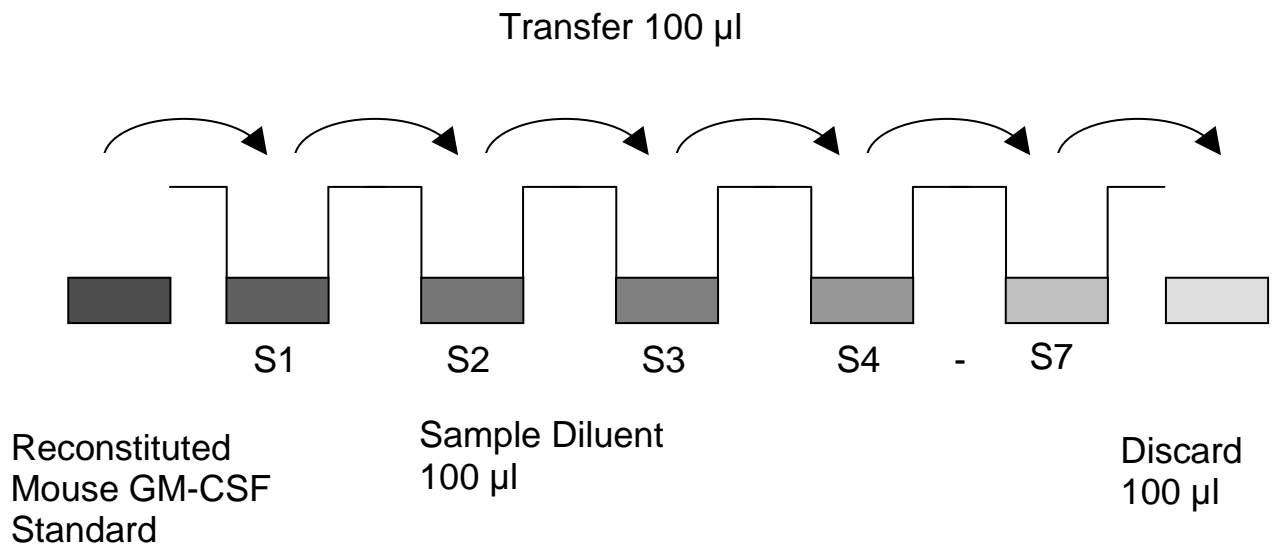 Transfer 100 µl
S1 S2 S3 S4 - S7
Reconstituted
Mouse GM-CSF
Standard
Sample Diluent
100 µl
Discard
100 µl